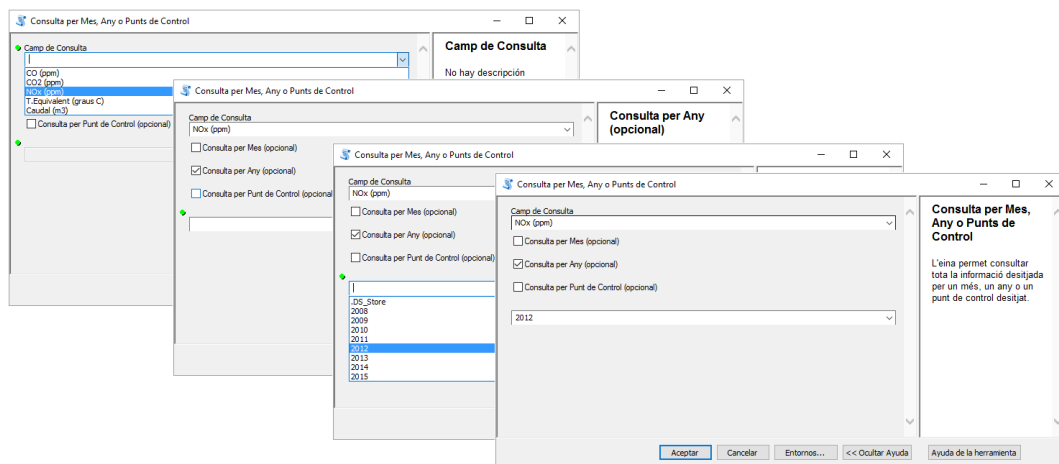 Consulta per Mes, Any o Punts de Control
Camp de Consulta
CO (ppm)
CO2 (ppm)
NOx (ppm)
T.Equivalent (graus C)
Caudal (m3)
Consulta per Punt de Control (opcional)
Camp de Consulta
No hay descripción
Consulta per Mes, Any o Punts de Control
Camp de Consulta
NOx (ppm)
Consulta per Mes (opcional)
Consulta per Any (opcional)
Consulta per Punt de Control (opcional
Consulta per Any
(opcional)
Consulta per Mes, Any o Punts de Control
Camp de Consulta
NOx (ppm)
Consulta per Mes (opcional)
Consulta per Any (opcional)
Consulta per Punt de Control (opcional)
.DS_Store
2008
2009
2010
2011
2012
2013
2014
2015
Consulta per Mes, Any o Punts de Control
Camp de Consulta
NOx (ppm)
Consulta per Mes (opcional)
Consulta per Any (opcional)
Consulta per Punt de Control (opcional)
2012
Consulta per Mes,
Any o Punts de
Control
L'eina permet consultar
tota la informació desitjada
per un més, un any o un
punt de control desitjat.
Aceptar
Cancelar
Entornos...
<< Ocultar Ayuda
Ayuda de la herramienta